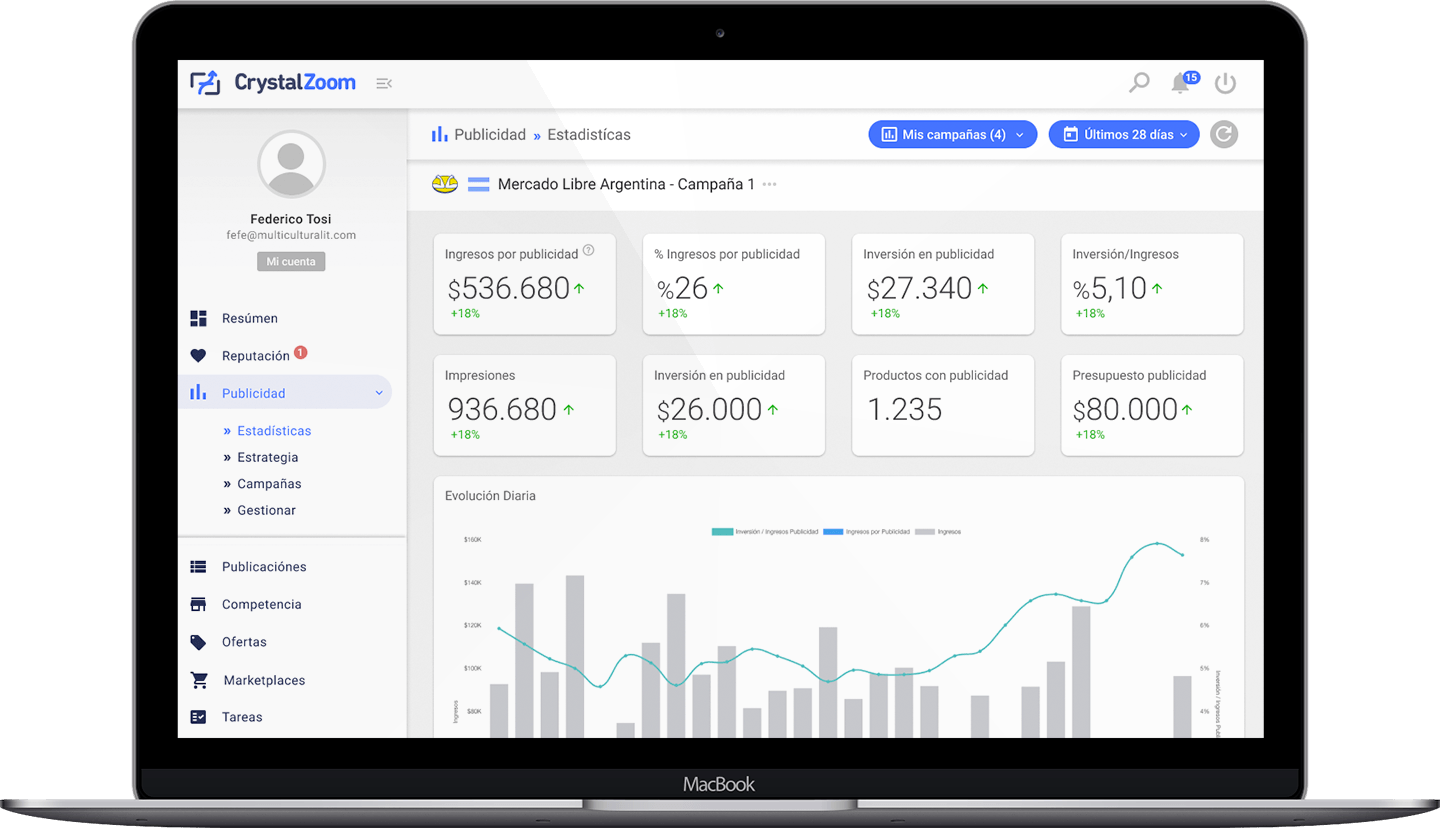 CrystalZoom
15
Publicidad » Estadistícas
Mis campañas (4)
Últimos 28 días
Mercado Libre Argentina - Campaña 1
Federico Tosi
fefe@multiculturalit.com
Mi cuenta
Resúmen
Reputación 1
Publicidad
» Estadísticas
» Estrategia
» Campañas
» Gestionar
Publicaciónes
Competencia
Ofertas
Marketplaces
Tareas
Ingresos por publicidad ?
$536.680
+18%
% Ingresos por publicidad
%26
+18%
Inversión en publicidad
$27.340
+18%
Inversión/Ingresos
%5,10
+18%
Impresiones
936.680
+18%
Inversión en publicidad
$26.000
+18%
Productos con publicidad
1.235
Presupuesto publicidad
$80.000
+18%
Evolución Diaria
Inversión / Ingresos Publicidad
Ingresos por Publicidad
Ingresos
$160K
$140K
$120K
$100K
$80K
Ingresos
8%
7%
6%
5%
4%
Inversión / Ingresos
MacBook